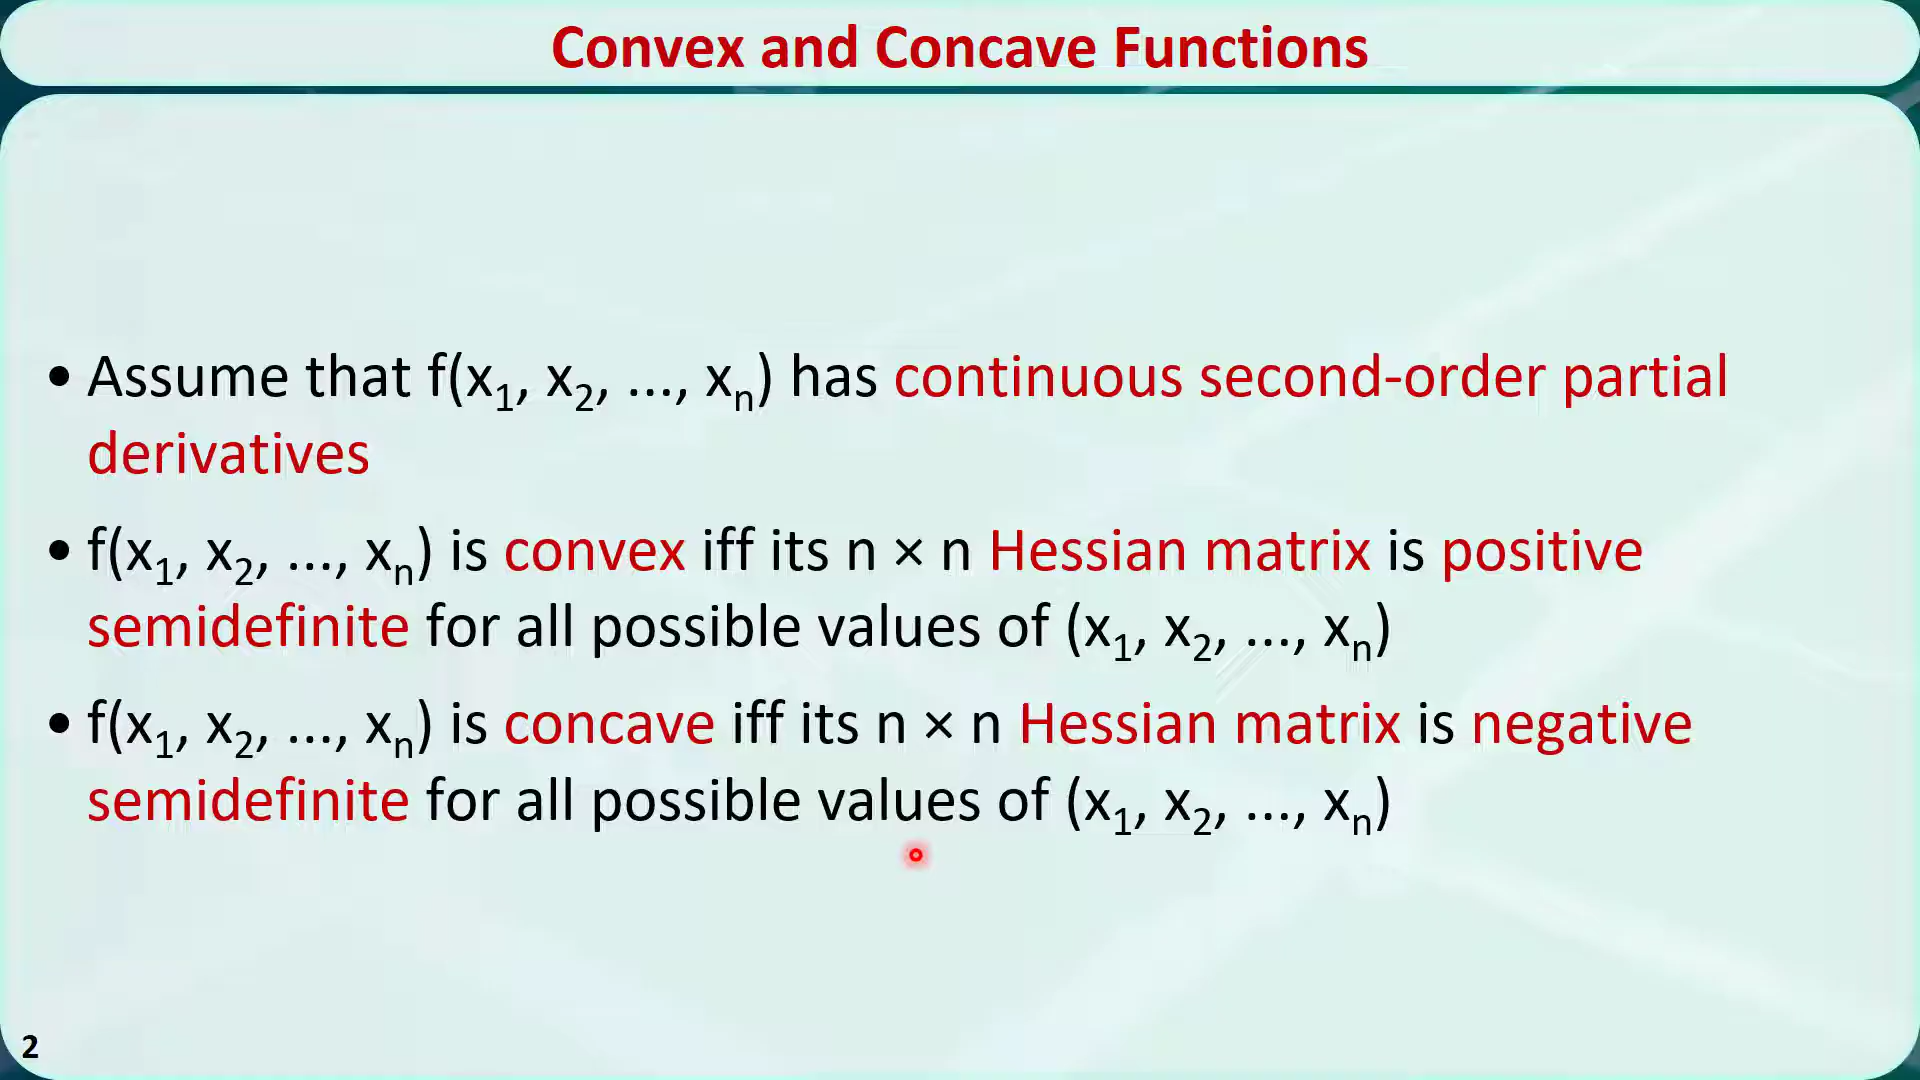 Convex and Concave Functions
• Assume that f(x₁, x₂, ..., xₙ) has continuous second-order partial
derivatives
• f(x₁, x₂, ..., xₙ) is convex iff its n × n Hessian matrix is positive
semidefinite for all possible values of (x₁, x₂, ..., xₙ)
• f(x₁, x₂, ..., xₙ) is concave iff its n × n Hessian matrix is negative
semidefinite for all possible values of (x₁, x₂, ..., xₙ)
2